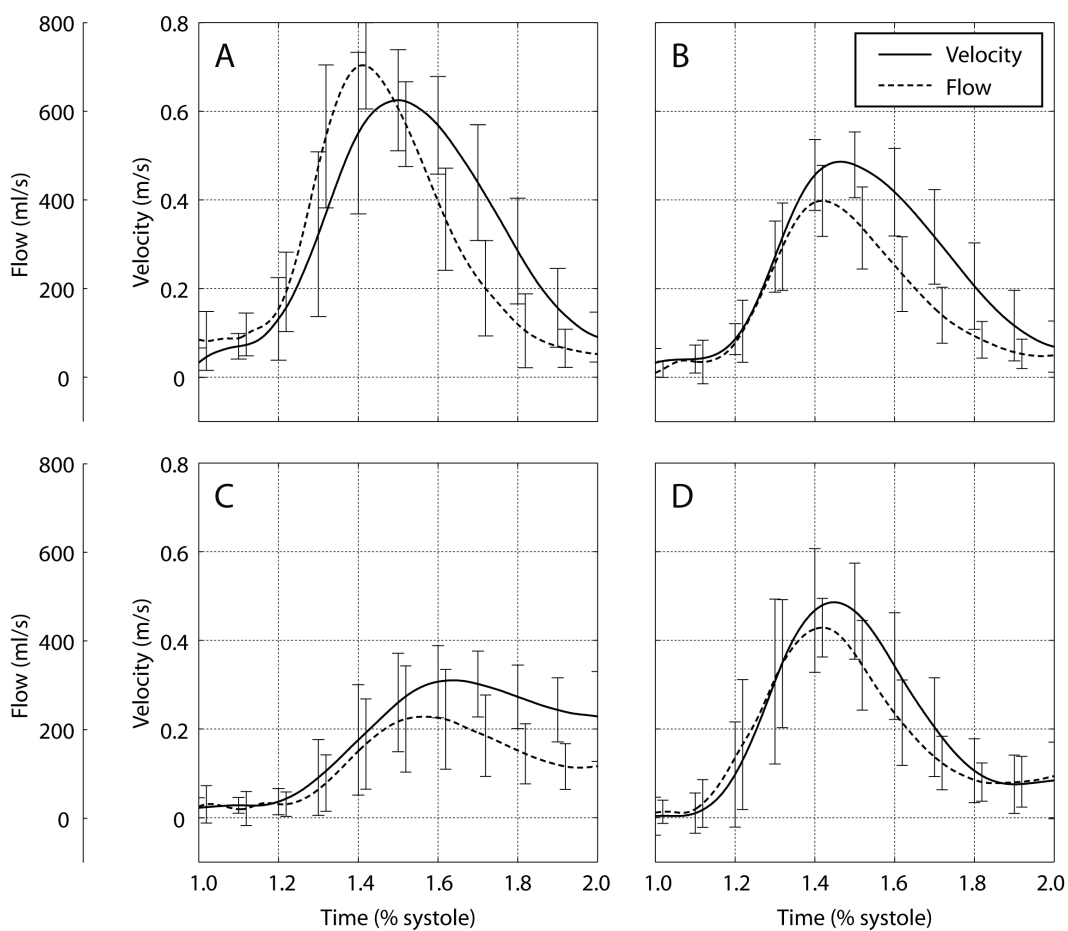 A
B
Velocity
Flow
800
600
400
200
0
Flow (ml/s)
0.8
0.6
0.4
0.2
0
Velocity (m/s)
C
D
800
600
400
200
0
Flow (ml/s)
0.8
0.6
0.4
0.2
0
Velocity (m/s)
1.0 1.2 1.4 1.6 1.8 2.0
Time (% systole)
1.0 1.2 1.4 1.6 1.8 2.0
Time (% systole)